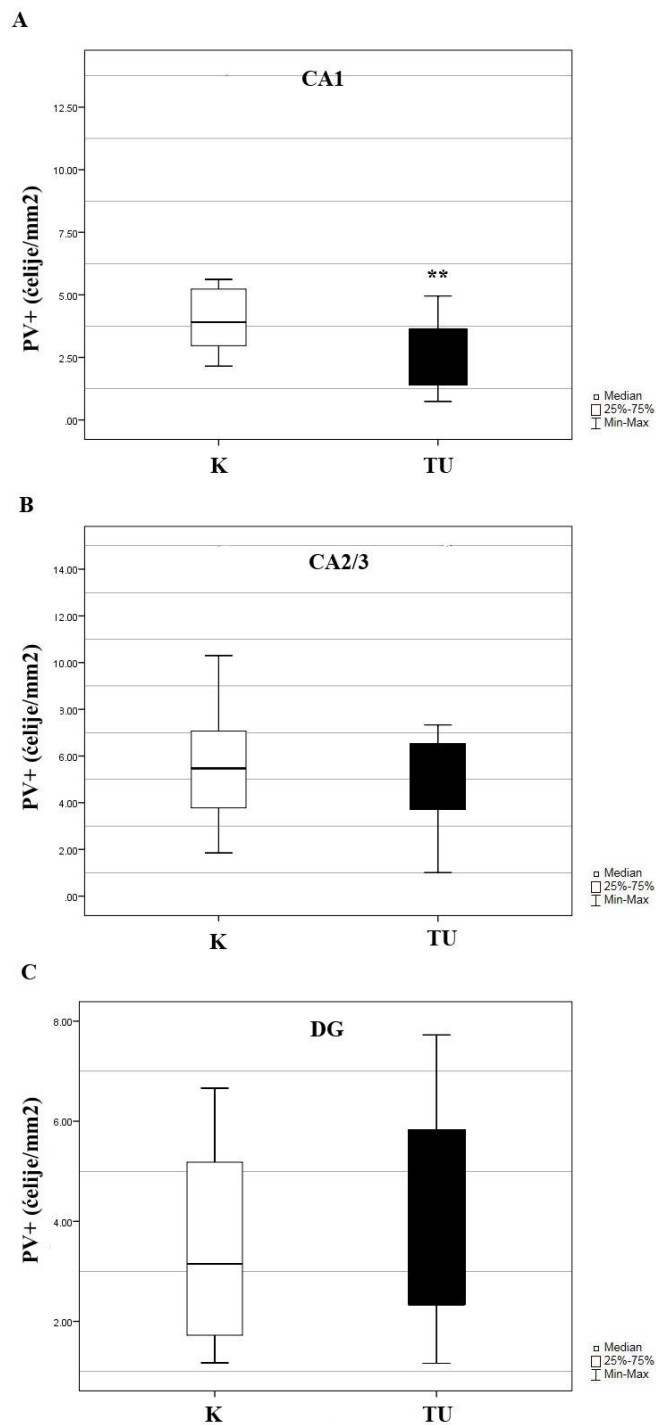 A
CA1
PV+ (ćelije/mm2)
12.50
10.00
7.50
5.00
2.50
.00
**
K
TU
Median
25%-75%
Min-Max
B
CA2/3
PV+ (ćelije/mm2)
14.00
12.00
10.00
8.00
6.00
4.00
2.00
.00
K
TU
Median
25%-75%
Min-Max
C
DG
PV+ (ćelije/mm2)
8.00
6.00
4.00
2.00
K
TU
Median
25%-75%
Min-Max